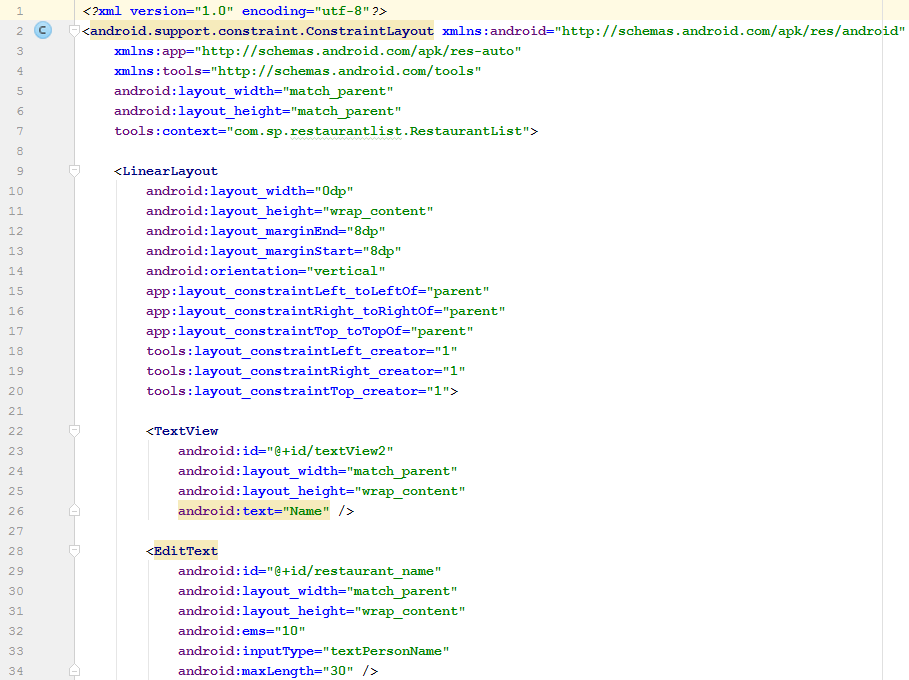 1 <?xml version="1.0" encoding="utf-8"?>
2 C <android.support.constraint.ConstraintLayout xmlns:android="http://schemas.android.com/apk/res/android"
3 xmlns:app="http://schemas.android.com/apk/res-auto"
4 xmlns:tools="http://schemas.android.com/tools"
5 android:layout_width="match_parent"
6 android:layout_height="match_parent"
7 tools:context="com.sp.restaurantlist.RestaurantList">
8
9 <LinearLayout
10 android:layout_width="0dp"
11 android:layout_height="wrap_content"
12 android:layout_marginEnd="8dp"
13 android:layout_marginStart="8dp"
14 android:orientation="vertical"
15 app:layout_constraintLeft_toLeftOf="parent"
16 app:layout_constraintRight_toRightOf="parent"
17 app:layout_constraintTop_toTopOf="parent"
18 tools:layout_constraintLeft_creator="1"
19 tools:layout_constraintRight_creator="1"
20 tools:layout_constraintTop_creator="1">
21
22 <TextView
23 android:id="@+id/textView2"
24 android:layout_width="match_parent"
25 android:layout_height="wrap_content"
26 android:text="Name" />
27
28 <EditText
29 android:id="@+id/restaurant_name"
30 android:layout_width="match_parent"
31 android:layout_height="wrap_content"
32 android:ems="10"
33 android:inputType="textPersonName"
34 android:maxLength="30" />